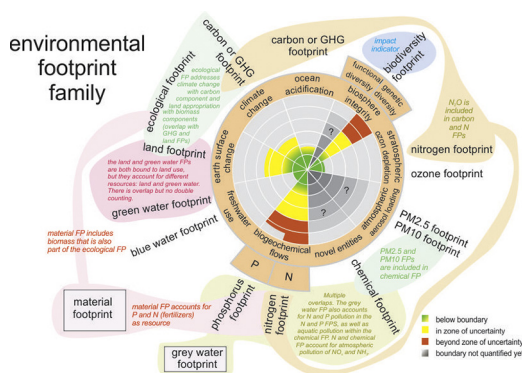 environmental
footprint
family
carbon or GHG
footprint
carbon or GHG
footprint
ecological footprint
ecological
FP addresses
climate change
with carbon
component and
land appropriation
with biomass
components
(overlap with
GHG and
land FPs)
land footprint
the land and green water FPs
are both bound to land use,
but they account for different
resources: land and green water.
There is overlap but no double
counting.
green water footprint
blue water footprint
material FP includes
biomass that is also
part of the ecological FP
material
footprint
material FP accounts for
P and N (fertilizers)
as resource
phosphorus
footprint
nitrogen
footprint
grey water
footprint
Multiple
overlaps. The grey
water FP also accounts
for N and P pollution in the
N and P FPS, as well as
aquatic pollution within the
chemical FP. N and chemical
FP account for atmospheric
pollution of NOx and NH3.
chemical footprint
PM2.5 and
PM10 FPs
are included in
chemical FP
PM2.5 footprint
PM10 footprint
ozone footprint
nitrogen footprint
N2O is
included
in carbon
and N
FPs
impact
indicator
biodiversity
footprint
climate
change
ocean
acidification
functional
diversity
genetic
diversity
biosphere
integrity
stratospheric
ozon depletion
atmospheric
aerosol loading
novel entities
biogeochemical
flows
P
N
freshwater
use
earth surface
change
?
?
?
below boundary
in zone of uncertainty
beyond zone of uncertainty
boundary not quantified yet